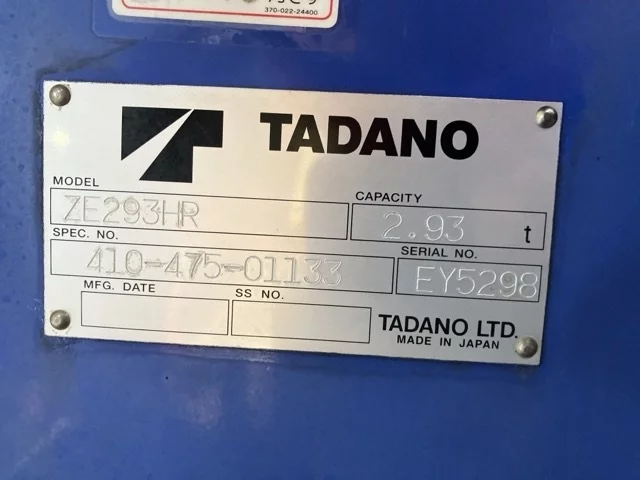 370-022-24400
TADANO
MODEL
ZE293HR
CAPACITY
2.93 t
SPEC. NO.
410-475-01133
SERIAL NO.
EY5298
MFG. DATE
SS NO.
TADANO LTD.
MADE IN JAPAN